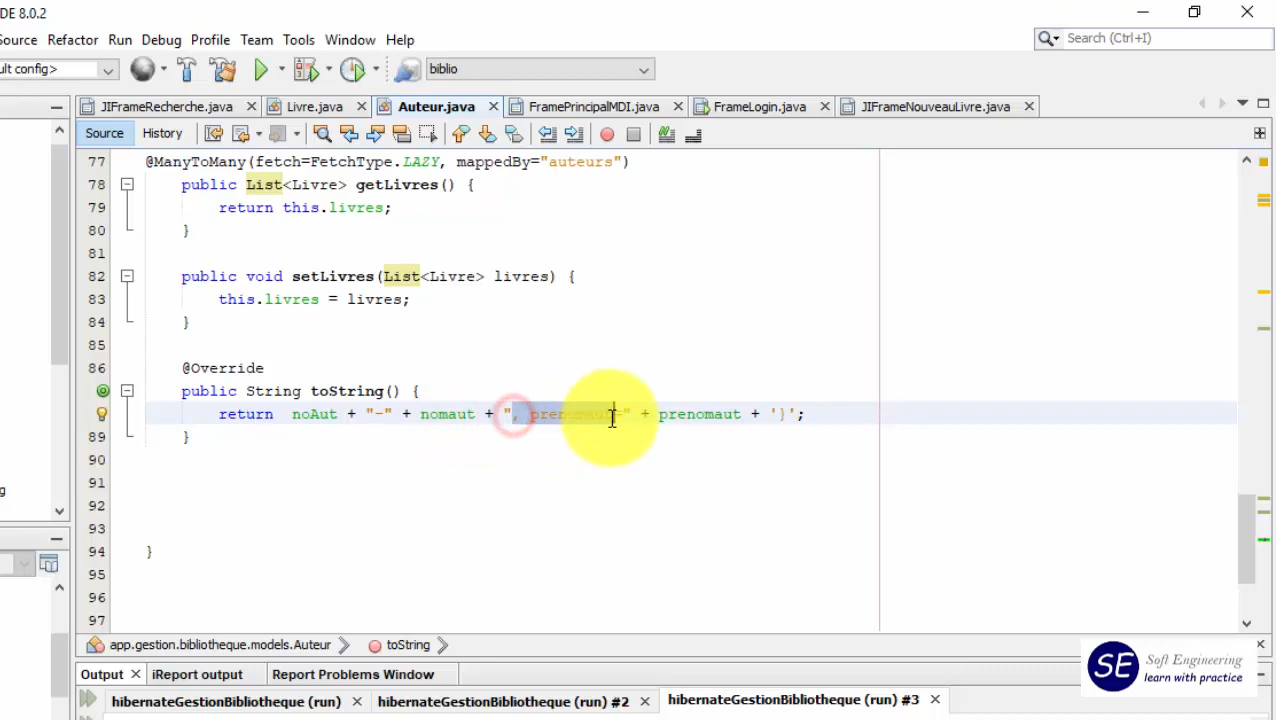 DE 8.0.2
Source Refactor Run Debug Profile Team Tools Window Help
Search (Ctrl+I)
ult config>
biblio
JIFrameRecherche.java Livre.java Auteur.java FramePrincipalMDI.java FrameLogin.java JIFrameNouveauLivre.java
Source History
77 @ManyToMany(fetch=FetchType.LAZY, mappedBy="auteurs")
78 public List<Livre> getLivres() {
79 return this.livres;
80 }
81
82 public void setLivres(List<Livre> livres) {
83 this.livres = livres;
84 }
85
86 @Override
public String toString() {
return noAut + "-" + nomaut + ", prenomaut=" + prenomaut + '}';
89 }
90
91
92
93
94 }
95
96
97
g
app.gestion.bibliotheque.models.Auteur toString
SE Soft Engineering
learn with practice
Output iReport output Report Problems Window
hibernateGestionBibliotheque (run) hibernateGestionBibliotheque (run) #2 hibernateGestionBibliotheque (run) #3